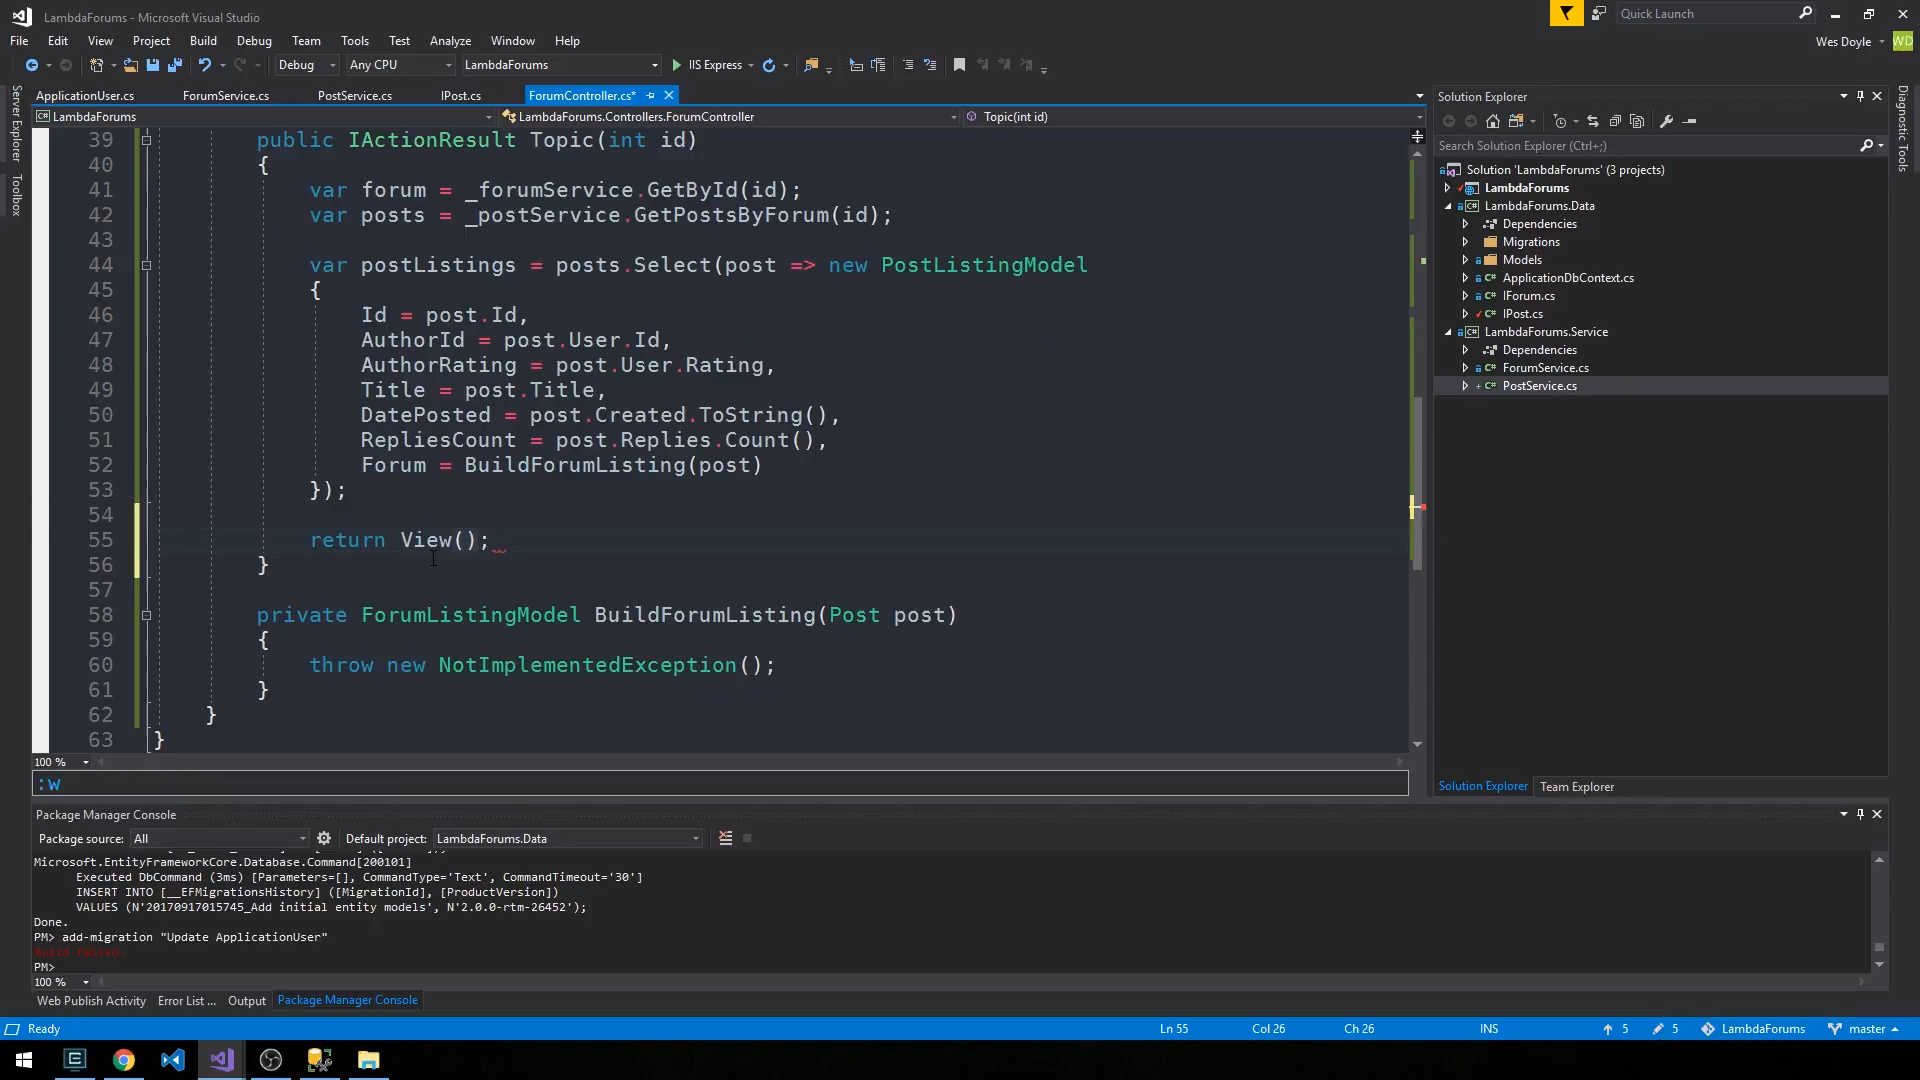 LambdaForums - Microsoft Visual Studio
Quick Launch
File Edit View Project Build Debug Team Tools Test Analyze Window Help
Wes Doyle WD
Debug Any CPU LambdaForums IIS Express
ApplicationUser.cs ForumService.cs PostService.cs IPost.cs ForumController.cs*
LambdaForums LambdaForums.Controllers.ForumController Topic(int id)
Server Explorer
Toolbox
39 public IActionResult Topic(int id)
40 {
41 var forum = _forumService.GetById(id);
42 var posts = _postService.GetPostsByForum(id);
43
44 var postListings = posts.Select(post => new PostListingModel
45 {
46 Id = post.Id,
47 AuthorId = post.User.Id,
48 AuthorRating = post.User.Rating,
49 Title = post.Title,
50 DatePosted = post.Created.ToString(),
51 RepliesCount = post.Replies.Count(),
52 Forum = BuildForumListing(post)
53 });
54
55 return View();
56 }
57
58 private ForumListingModel BuildForumListing(Post post)
59 {
60 throw new NotImplementedException();
61 }
62 }
63 }
100 %
:w
Solution Explorer
Search Solution Explorer (Ctrl+;)
Solution 'LambdaForums' (3 projects)
LambdaForums
LambdaForums.Data
Dependencies
Migrations
Models
ApplicationDbContext.cs
IForum.cs
IPost.cs
LambdaForums.Service
Dependencies
ForumService.cs
PostService.cs
Solution Explorer Team Explorer
Diagnostic Tools
Package Manager Console
Package source: All Default project: LambdaForums.Data
Microsoft.EntityFrameworkCore.Database.Command[200101]
Executed DbCommand (3ms) [Parameters=[], CommandType='Text', CommandTimeout='30']
INSERT INTO [__EFMigrationsHistory] ([MigrationId], [ProductVersion])
VALUES (N'20170917015745_Add initial entity models', N'2.0.0-rtm-26452');
Done.
PM> add-migration "Update ApplicationUser"
Build failed.
PM>
100 %
Web Publish Activity Error List ... Output Package Manager Console
Ready Ln 55 Col 26 Ch 26 INS 5 5 LambdaForums master